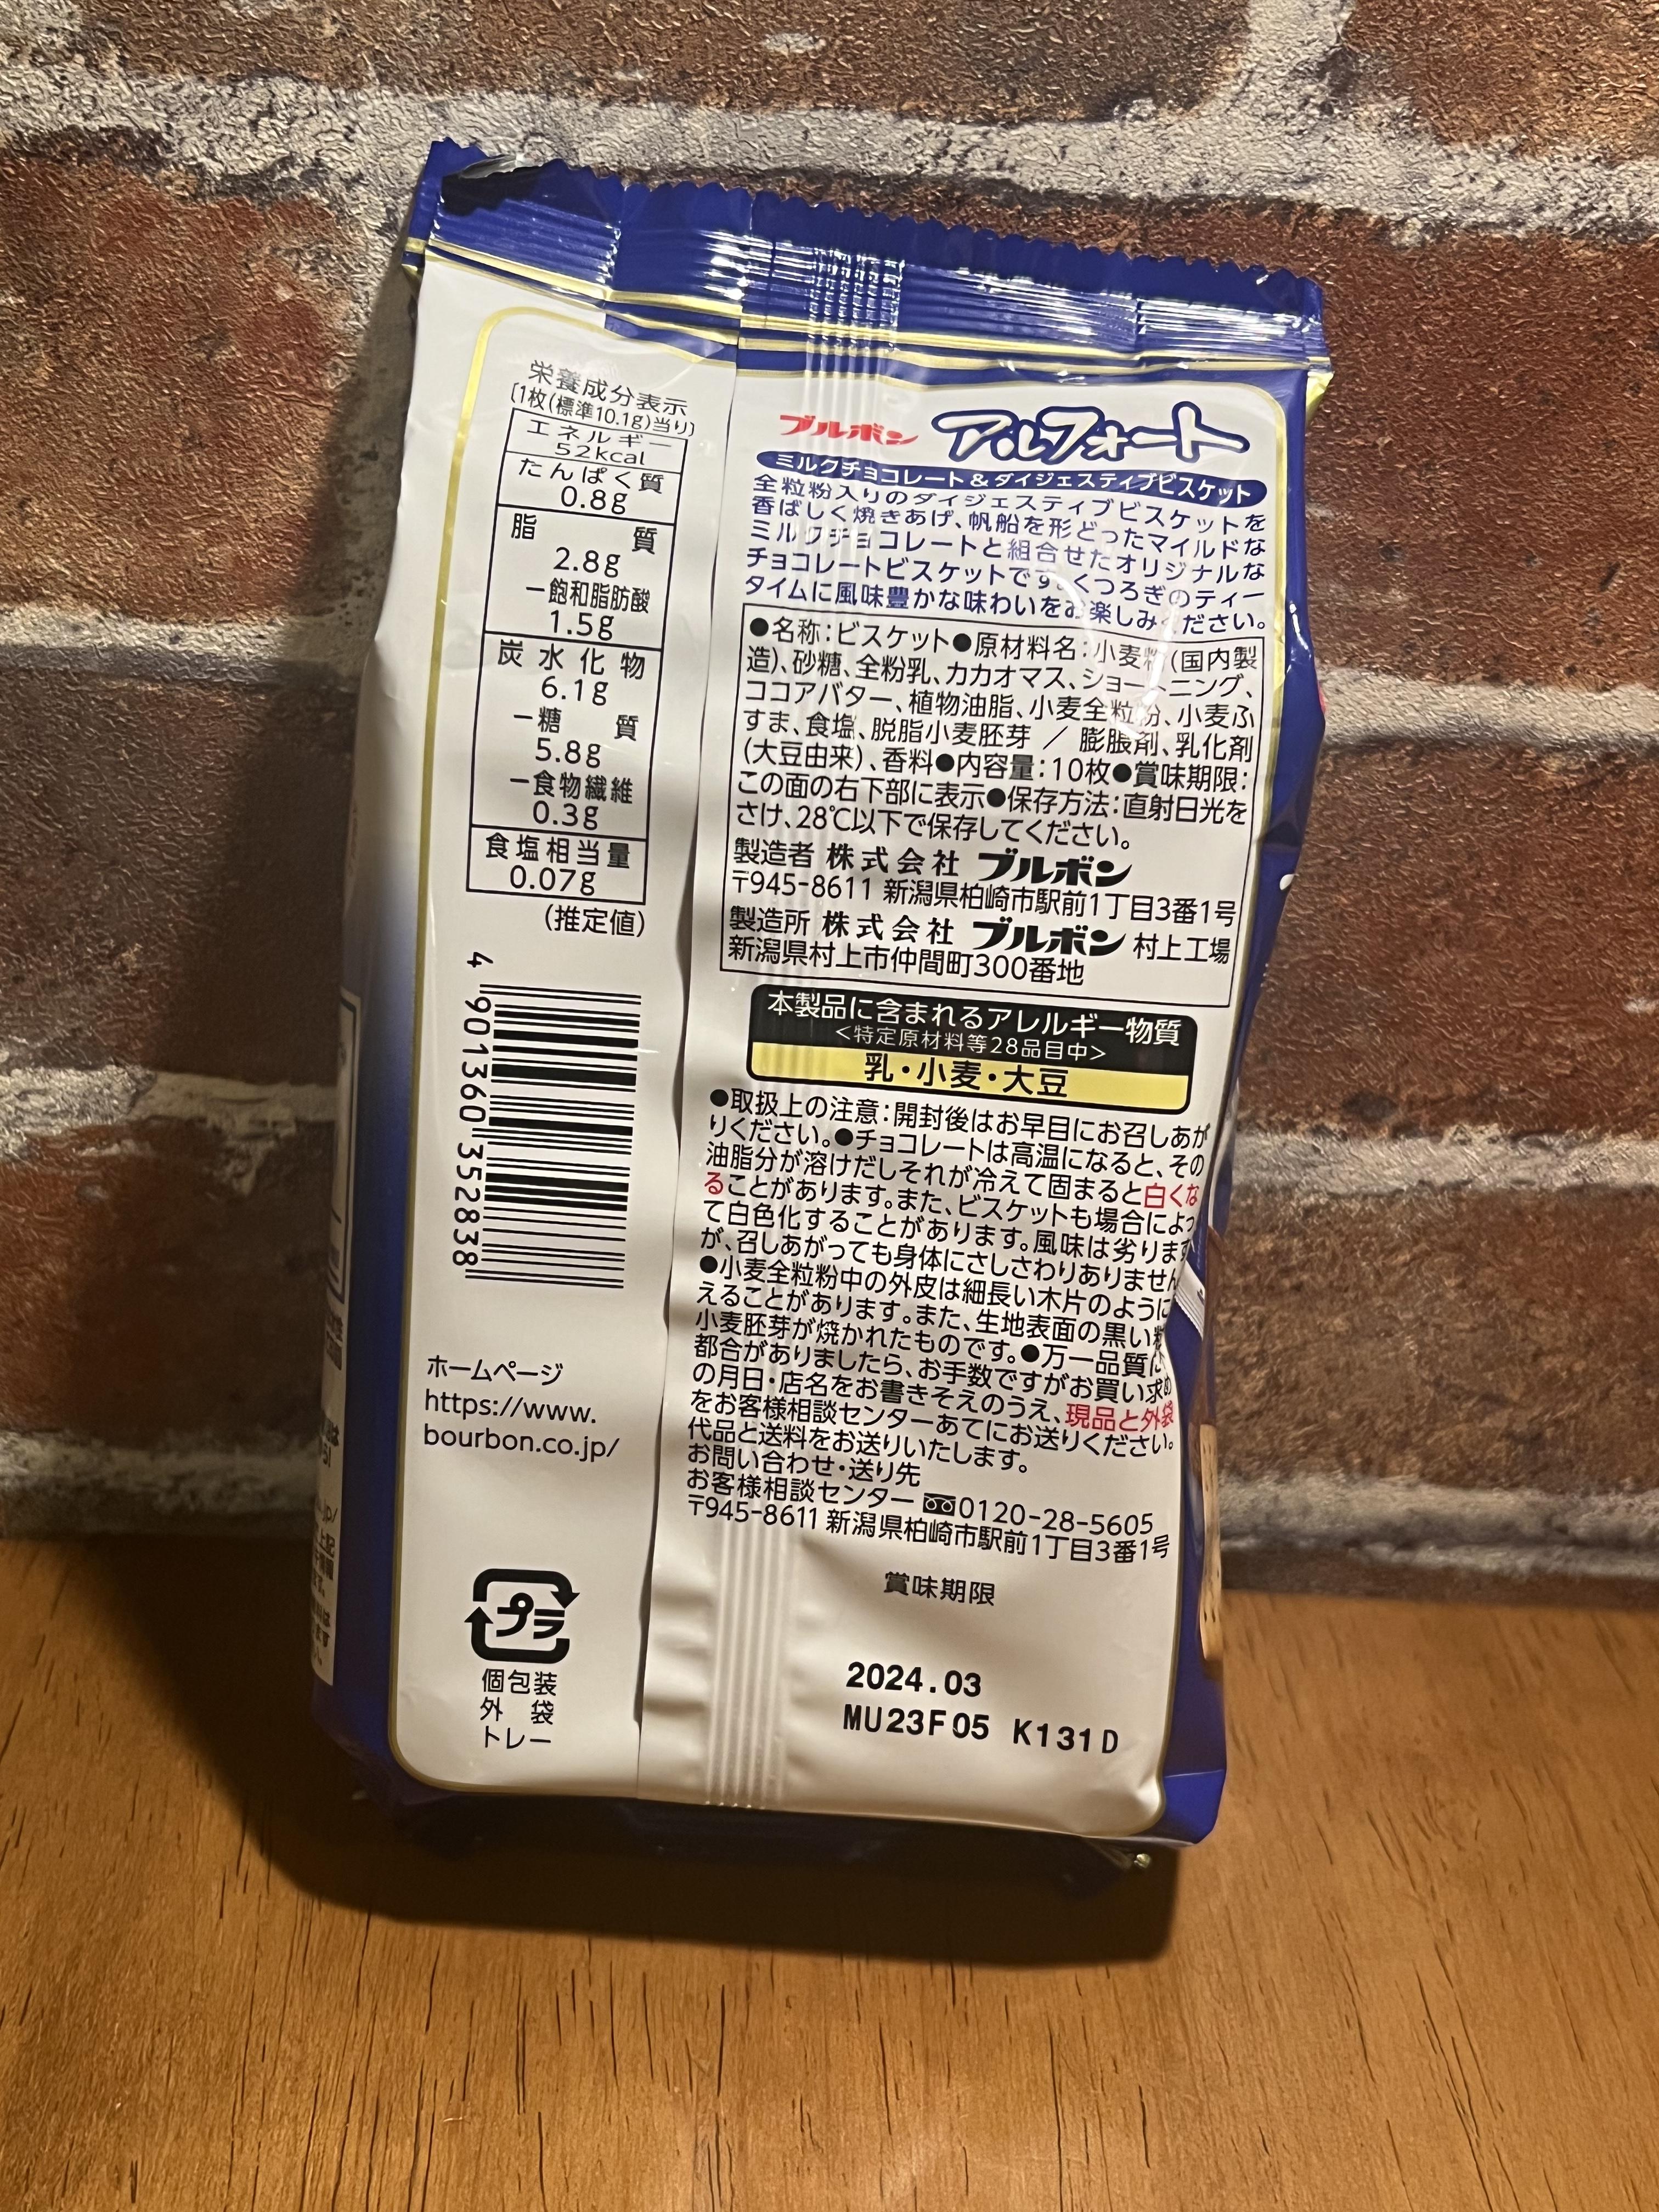 栄養成分表示
〔1枚(標準10.1g)当り〕
エネルギー
52kcal
たんぱく質
0.8g
脂 質
2.8g
ー飽和脂肪酸
1.5g
炭水化物
6.1g
ー糖 質
5.8g
ー食物繊維
0.3g
食塩相当量
0.07g
(推定値)
4 901360 352838
ホームページ
https://www.
bourbon.co.jp/
プラ
個包装
外 袋
トレー
ブルボン アルフォート
ミルクチョコレート&ダイジェスティブビスケット
全粒粉入りのダイジェスティブビスケットを
香ばしく焼きあげ、帆船を形どったマイルドな
ミルクチョコレートと組合せたオリジナルな
チョコレートビスケットです。くつろぎのティー
タイムに風味豊かな味わいをお楽しみください。
●名称:ビスケット●原材料名:小麦粉(国内製
造)、砂糖、全粉乳、カカオマス、ショートニング、
ココアバター、植物油脂、小麦全粒粉、小麦ふ
すま、食塩、脱脂小麦胚芽 / 膨脹剤、乳化剤
(大豆由来)、香料●内容量:10枚●賞味期限:
この面の右下部に表示●保存方法:直射日光を
さけ、28℃以下で保存してください。
製造者 株式会社 ブルボン
〒945-8611 新潟県柏崎市駅前1丁目3番1号
製造所 株式会社 ブルボン 村上工場
新潟県村上市仲間町300番地
本製品に含まれるアレルギー物質
<特定原材料等28品目中>
乳・小麦・大豆
●取扱上の注意:開封後はお早目にお召しあが
りください。●チョコレートは高温になると、その
油脂分が溶けだしそれが冷えて固まると白くな
ることがあります。また、ビスケットも場合によっ
て白色化することがあります。風味は劣ります
が、召しあがっても身体にさしさわりありません。
●小麦全粒粉中の外皮は細長い木片のように
えることがあります。また、生地表面の黒い粒
小麦胚芽が焼かれたものです。●万一品質に
都合がありましたら、お手数ですがお買い求め
の月日・店名をお書きそえのうえ、現品と外袋
をお客様相談センターあてにお送りください。
代品と送料をお送りいたします。
お問い合わせ・送り先
お客様相談センター 0120-28-5605
〒945-8611 新潟県柏崎市駅前1丁目3番1号
賞味期限
2024.03
MU23F05 K131D